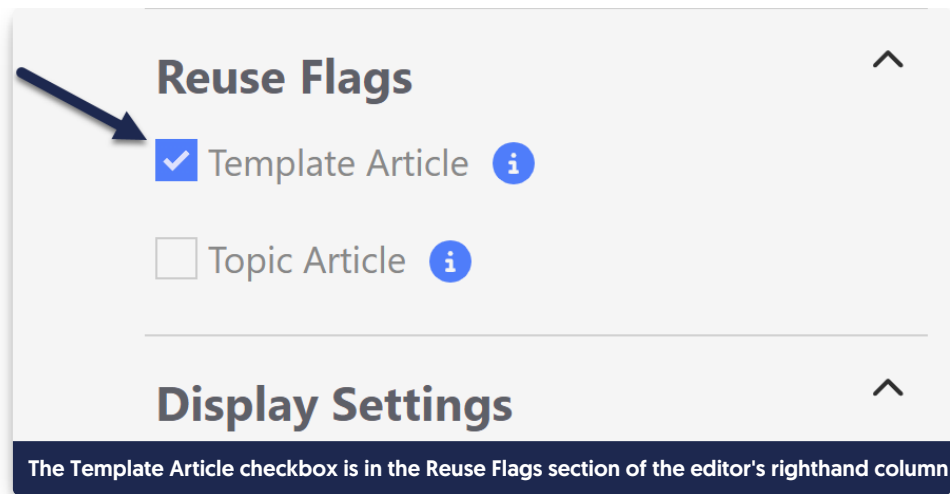 Reuse Flags
Template Article
Topic Article
Display Settings
The Template Article checkbox is in the Reuse Flags section of the editor's righthand column